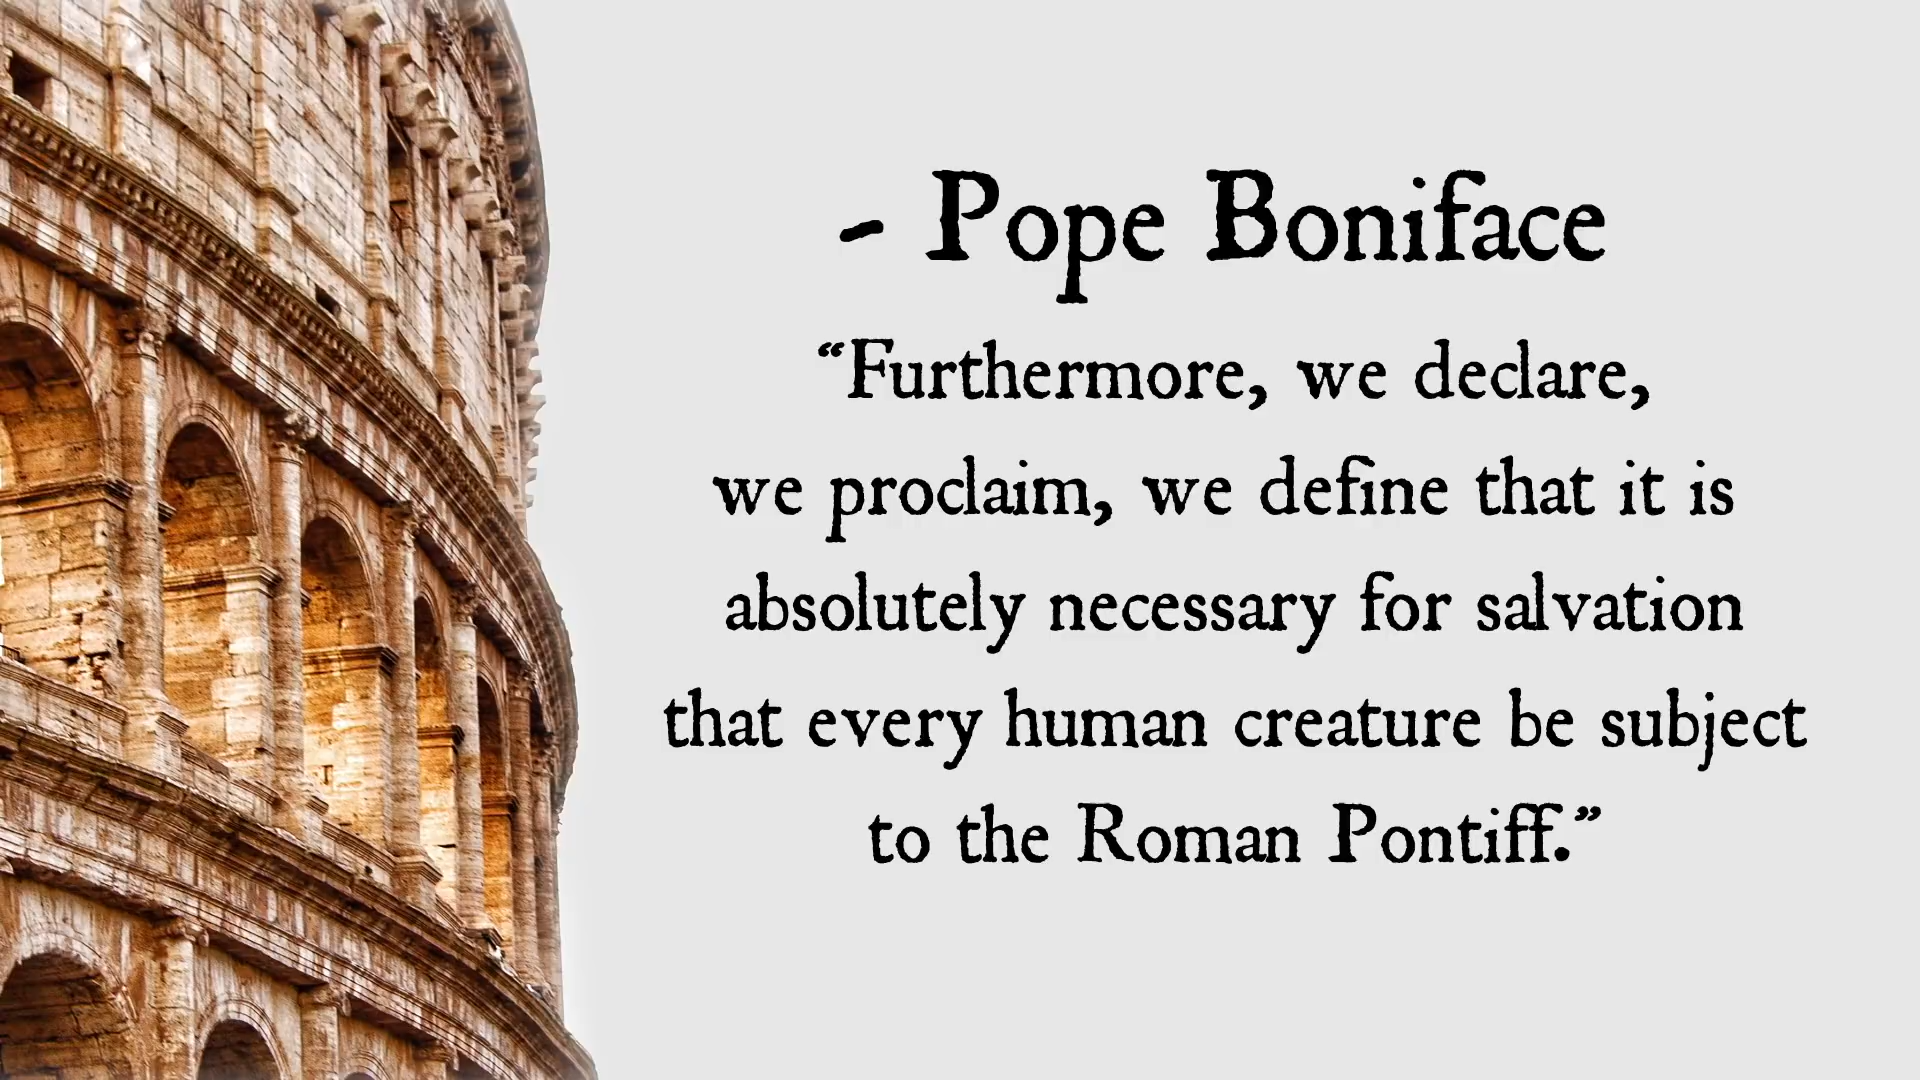 - Pope Boniface
“Furthermore, we declare,
we proclaim, we define that it is
absolutely necessary for salvation
that every human creature be subject
to the Roman Pontiff.”